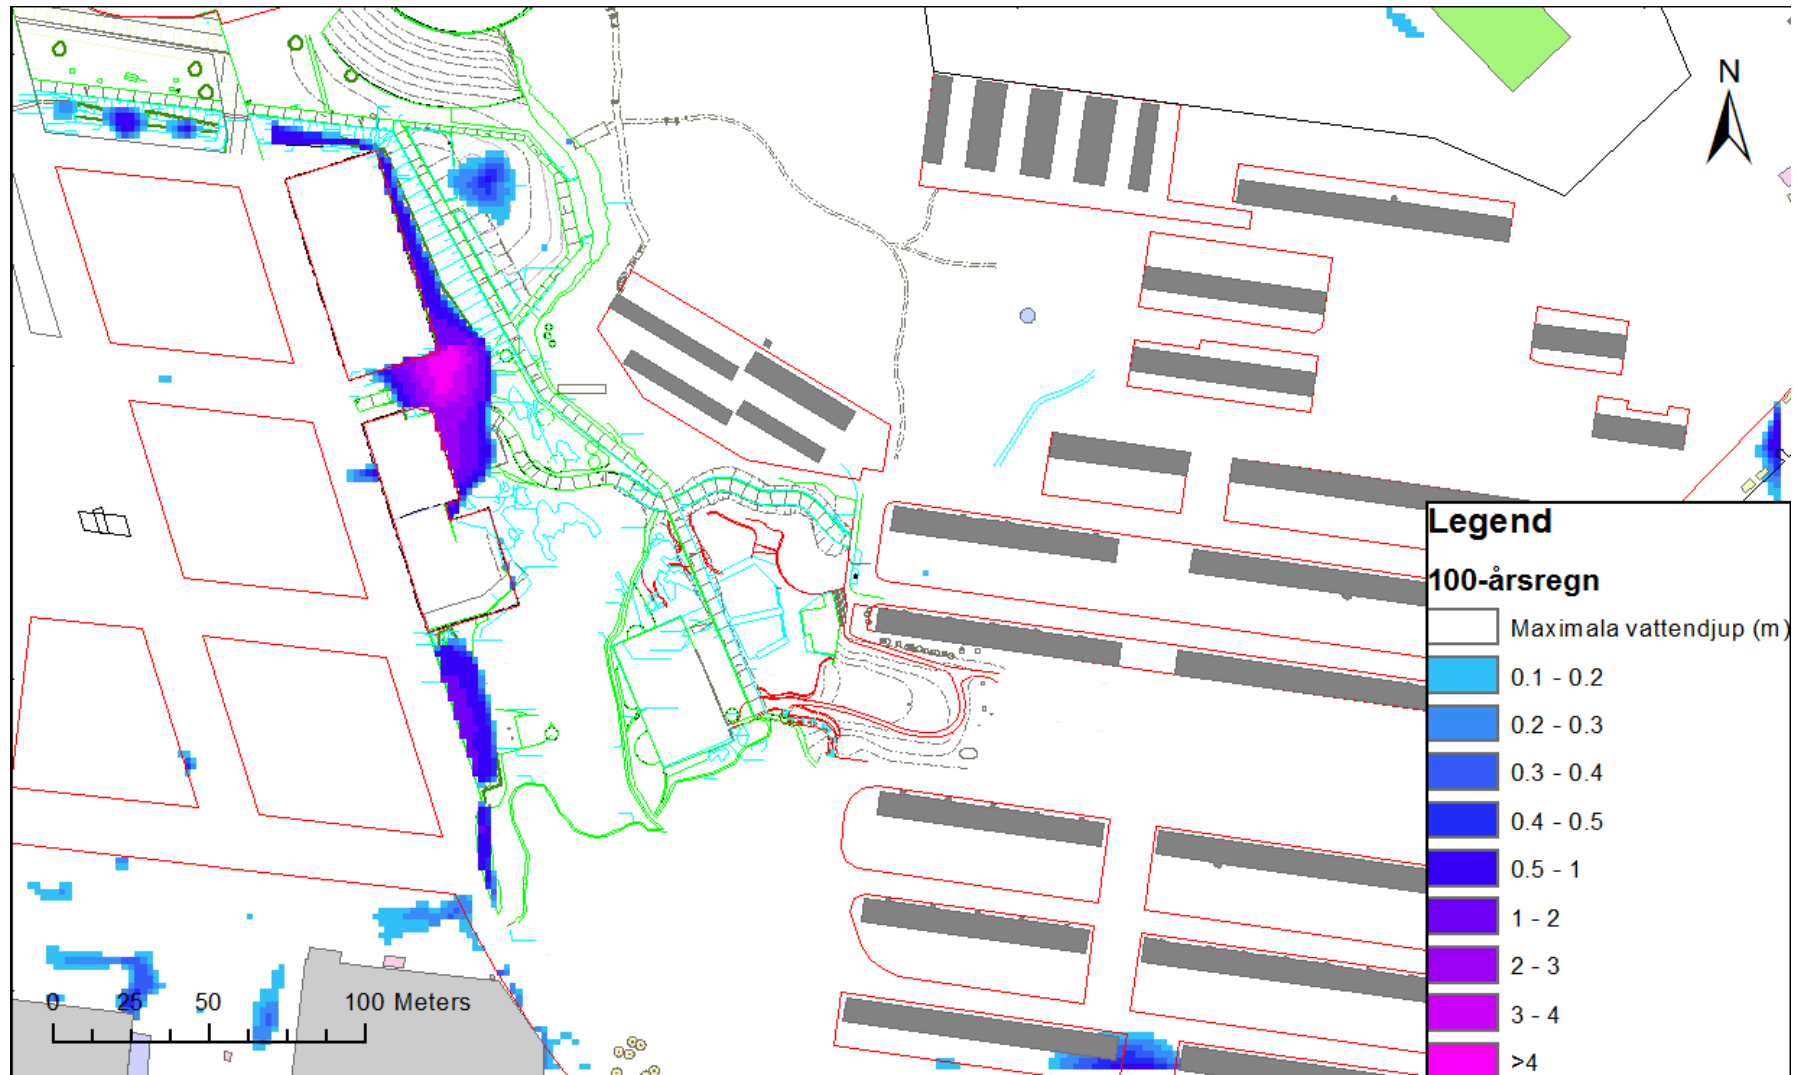 N
Legend
100-årsregn
Maximala vattendjup (m)
0.1 - 0.2
0.2 - 0.3
0.3 - 0.4
0.4 - 0.5
0.5 - 1
1 - 2
2 - 3
3 - 4
>4
0 25 50 100 Meters